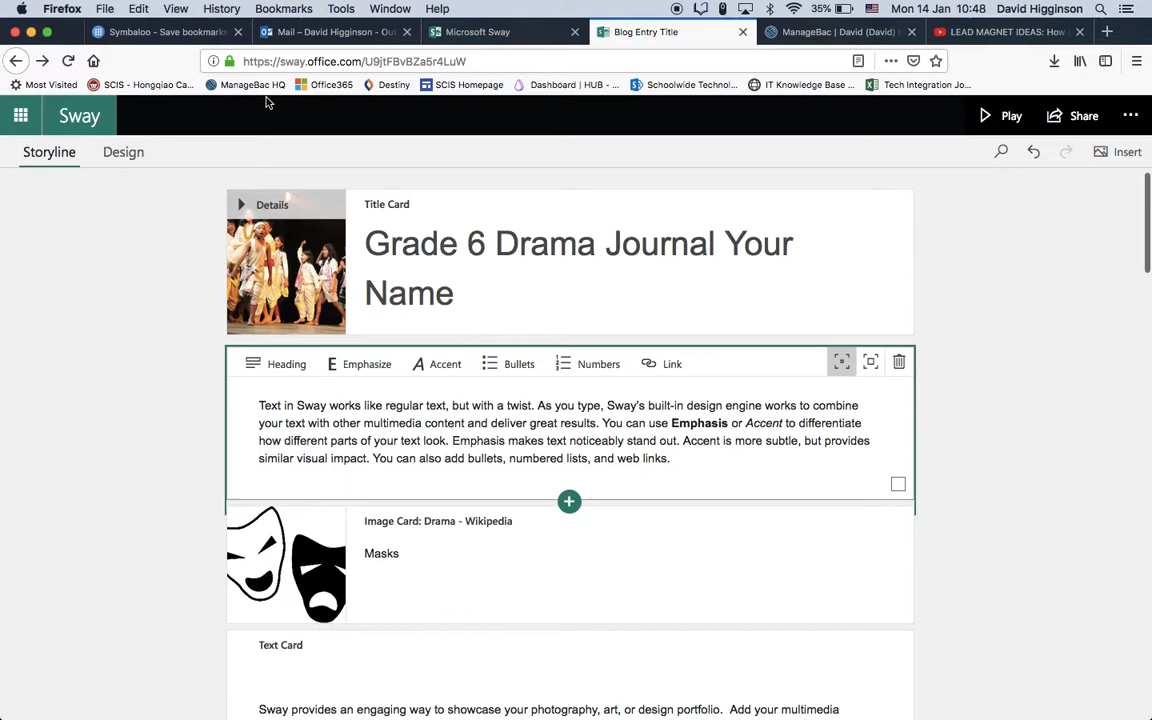 Firefox File Edit View History Bookmarks Tools Window Help 35% Mon 14 Jan 10:48 David Higginson
Symbaloo - Save bookmarks Mail – David Higginson - Out Microsoft Sway Blog Entry Title ManageBac | David (David) H LEAD MAGNET IDEAS: How
https://sway.office.com/U9jtFBvBZa5r4LuW
Most Visited SCIS - Hongqiao Ca... ManageBac HQ Office365 Destiny SCIS Homepage Dashboard | HUB - ... Schoolwide Technol... IT Knowledge Base ... Tech Integration Jo...
Sway Play Share
Storyline Design Insert
Details Title Card
Grade 6 Drama Journal Your
Name
Heading E Emphasize A Accent Bullets Numbers Link
Text in Sway works like regular text, but with a twist. As you type, Sway's built-in design engine works to combine
your text with other multimedia content and deliver great results. You can use Emphasis or Accent to differentiate
how different parts of your text look. Emphasis makes text noticeably stand out. Accent is more subtle, but provides
similar visual impact. You can also add bullets, numbered lists, and web links.
Image Card: Drama - Wikipedia
Masks
Text Card
Sway provides an engaging way to showcase your photography, art, or design portfolio. Add your multimedia